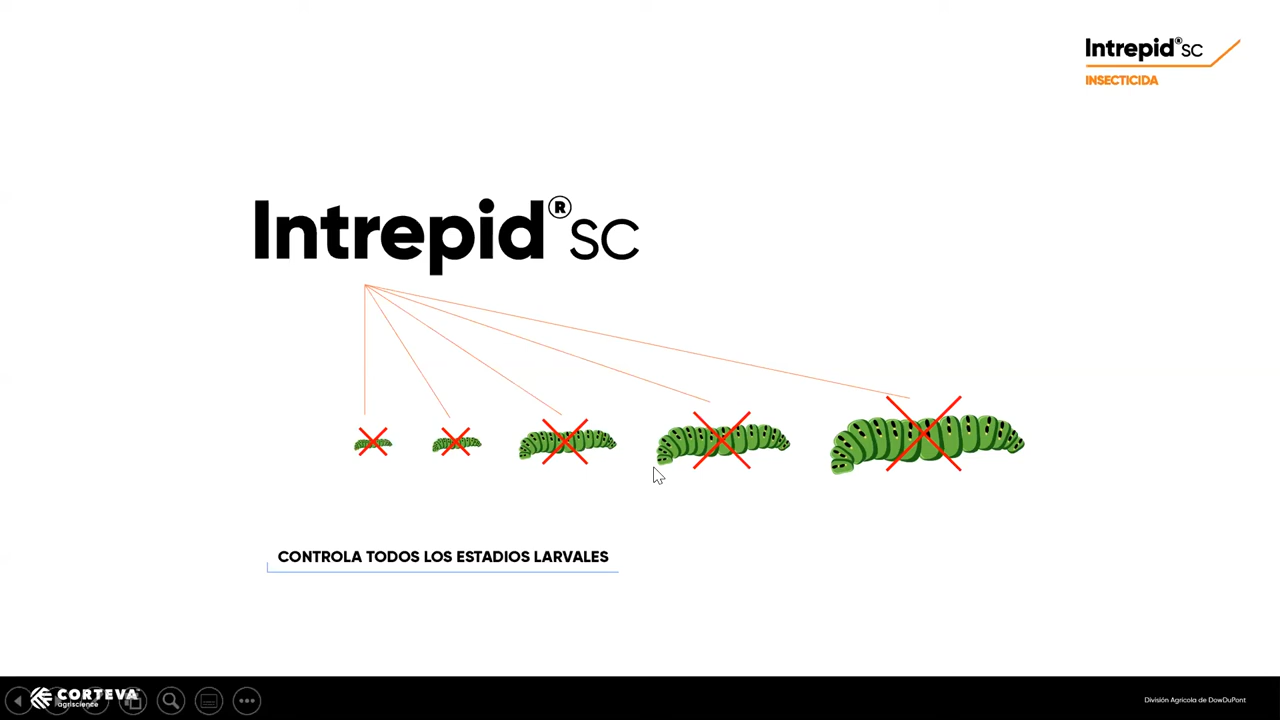 Intrepid® SC
INSECTICIDA
Intrepid® SC
CONTROLA TODOS LOS ESTADIOS LARVALES
CORTEVA
agriscience
División Agrícola de DowDuPont